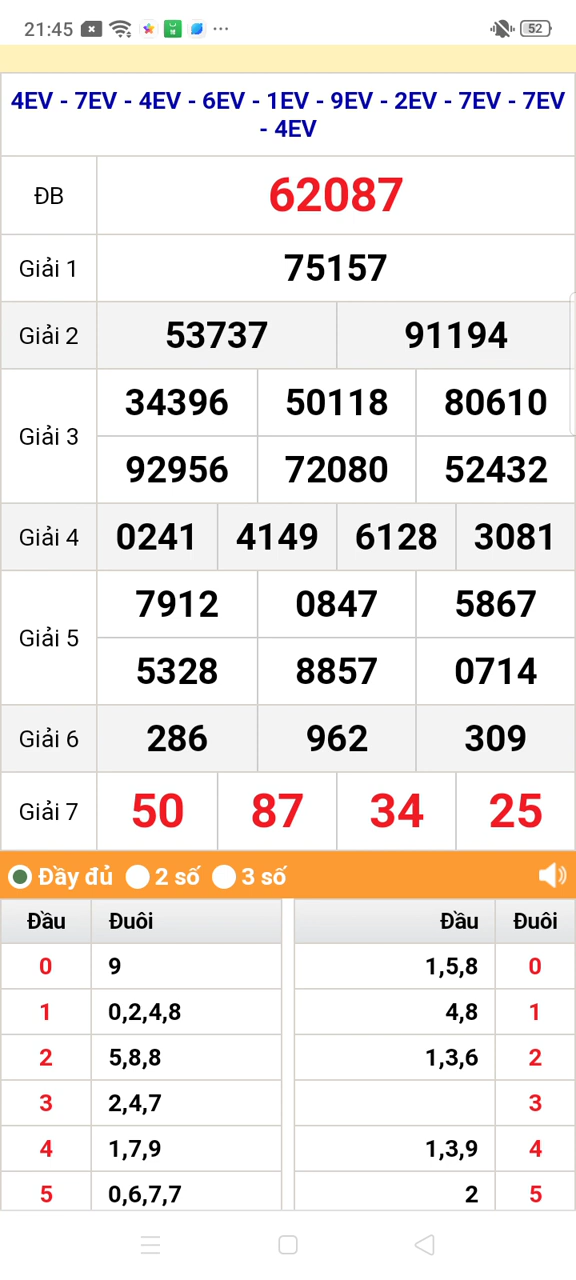 21:45
52
4EV - 7EV - 4EV - 6EV - 1EV - 9EV - 2EV - 7EV - 7EV
- 4EV
ĐB 62087
Giải 1 75157
Giải 2 53737 91194
Giải 3 34396 50118 80610
92956 72080 52432
Giải 4 0241 4149 6128 3081
Giải 5 7912 0847 5867
5328 8857 0714
Giải 6 286 962 309
Giải 7 50 87 34 25
Đầy đủ 2 số 3 số
Đầu Đuôi Đầu Đuôi
0 9 1,5,8 0
1 0,2,4,8 4,8 1
2 5,8,8 1,3,6 2
3 2,4,7 3
4 1,7,9 1,3,9 4
5 0,6,7,7 2 5